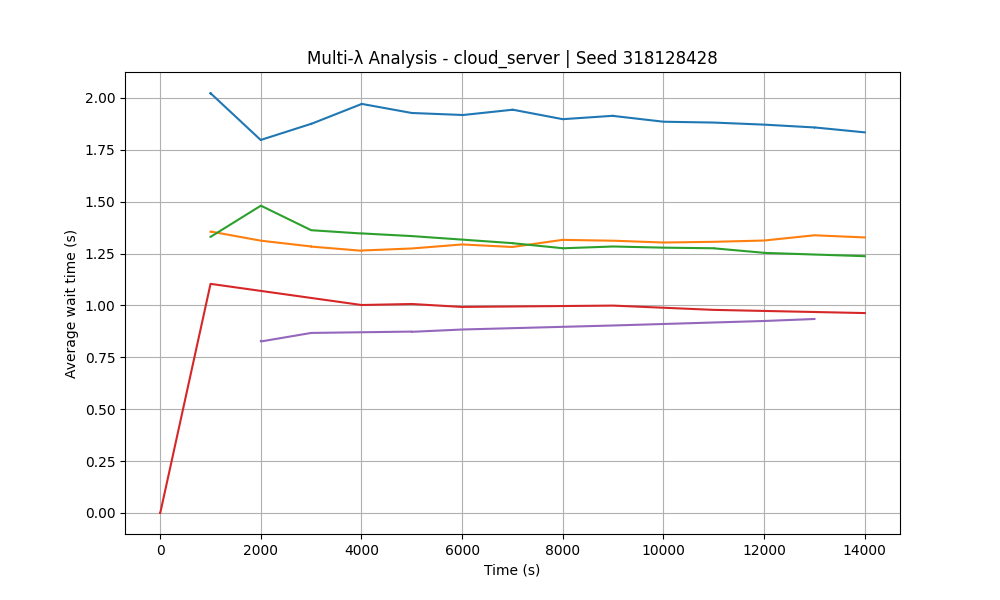 Multi-λ Analysis - cloud_server | Seed 318128428
Average wait time (s)
2.00
1.75
1.50
1.25
1.00
0.75
0.50
0.25
0.00
0 2000 4000 6000 8000 10000 12000 14000
Time (s)